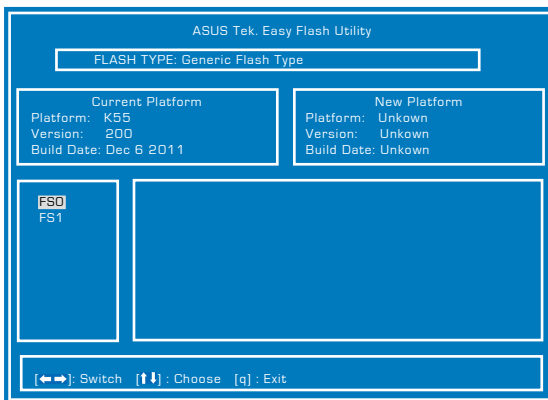 ASUS Tek. Easy Flash Utility
FLASH TYPE: Generic Flash Type
Current Platform
Platform: K55
Version: 200
Build Date: Dec 6 2011
New Platform
Platform: Unkown
Version: Unkown
Build Date: Unkown
FS0
FS1
[←→]: Switch [↑↓] : Choose [q] : Exit